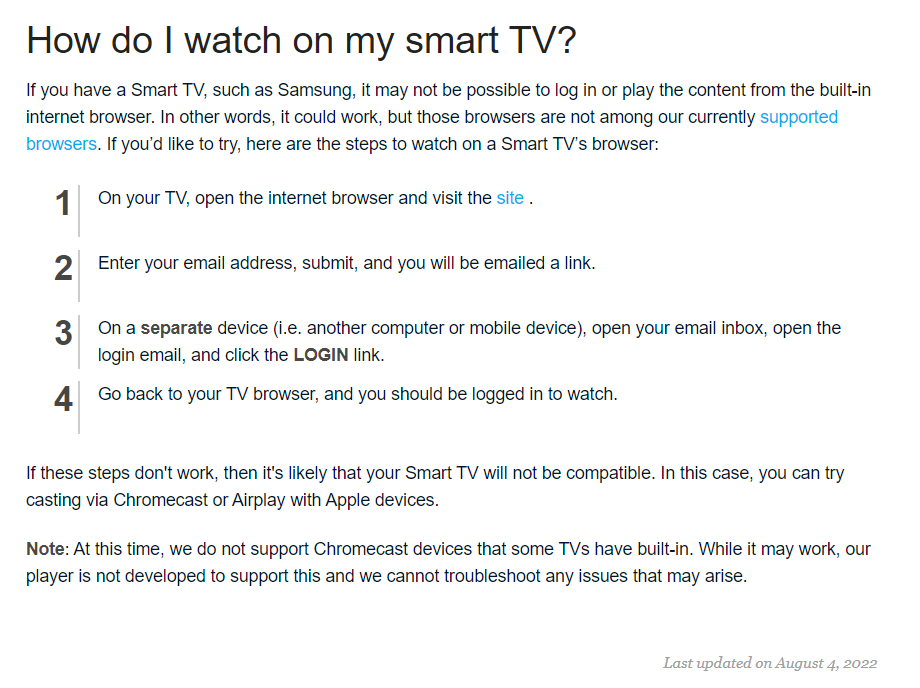 How do I watch on my smart TV?
If you have a Smart TV, such as Samsung, it may not be possible to log in or play the content from the built-in
internet browser. In other words, it could work, but those browsers are not among our currently supported
browsers. If you’d like to try, here are the steps to watch on a Smart TV’s browser:
1 On your TV, open the internet browser and visit the site .
2 Enter your email address, submit, and you will be emailed a link.
3 On a separate device (i.e. another computer or mobile device), open your email inbox, open the
login email, and click the LOGIN link.
4 Go back to your TV browser, and you should be logged in to watch.
If these steps don't work, then it's likely that your Smart TV will not be compatible. In this case, you can try
casting via Chromecast or Airplay with Apple devices.
Note: At this time, we do not support Chromecast devices that some TVs have built-in. While it may work, our
player is not developed to support this and we cannot troubleshoot any issues that may arise.
Last updated on August 4, 2022